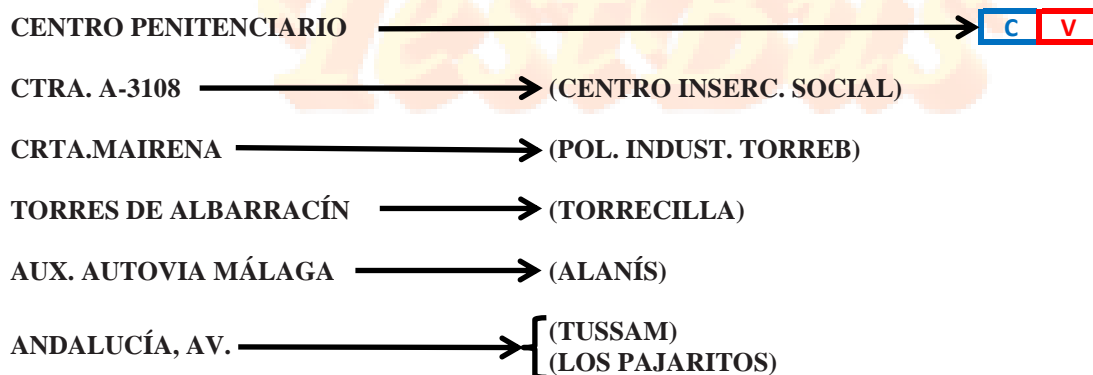 CENTRO PENITENCIARIO C V
CTRA. A-3108 (CENTRO INSERC. SOCIAL)
CRTA.MAIRENA (POL. INDUST. TORREB)
TORRES DE ALBARRACÍN (TORRECILLA)
AUX. AUTOVIA MÁLAGA (ALANÍS)
ANDALUCÍA, AV. (TUSSAM)
(LOS PAJARITOS)